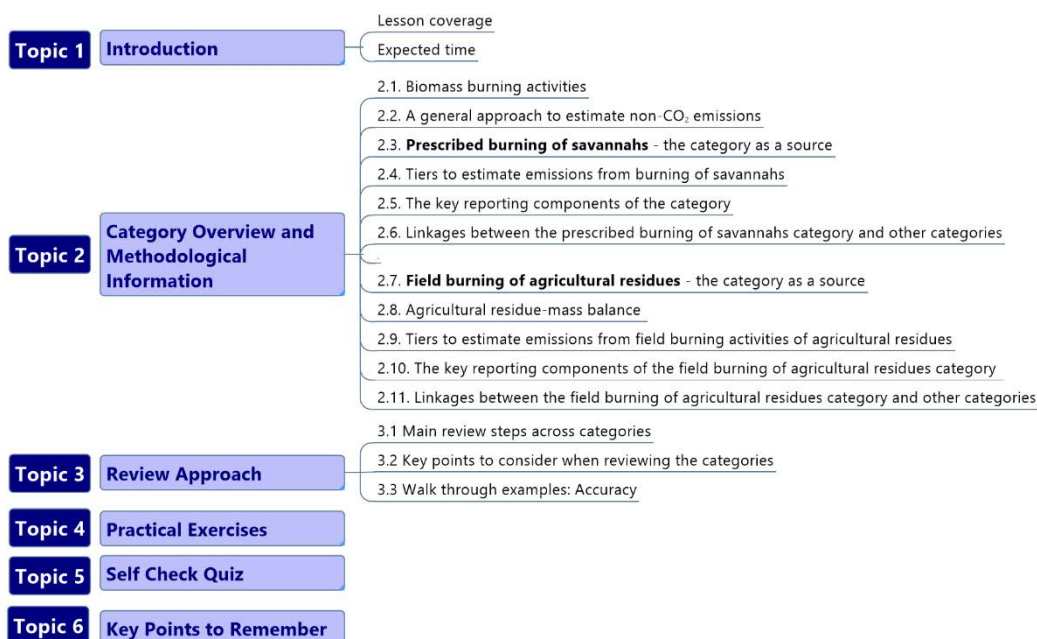 Topic 1
Introduction
Lesson coverage
Expected time
Topic 2
Category Overview and
Methodological
Information
2.1. Biomass burning activities
2.2. A general approach to estimate non-CO₂ emissions
2.3. Prescribed burning of savannahs - the category as a source
2.4. Tiers to estimate emissions from burning of savannahs
2.5. The key reporting components of the category
2.6. Linkages between the prescribed burning of savannahs category and other categories
.
2.7. Field burning of agricultural residues - the category as a source
2.8. Agricultural residue-mass balance
2.9. Tiers to estimate emissions from field burning activities of agricultural residues
2.10. The key reporting components of the field burning of agricultural residues category
2.11. Linkages between the field burning of agricultural residues category and other categories
Topic 3
Review Approach
3.1 Main review steps across categories
3.2 Key points to consider when reviewing the categories
3.3 Walk through examples: Accuracy
Topic 4
Practical Exercises
Topic 5
Self Check Quiz
Topic 6
Key Points to Remember